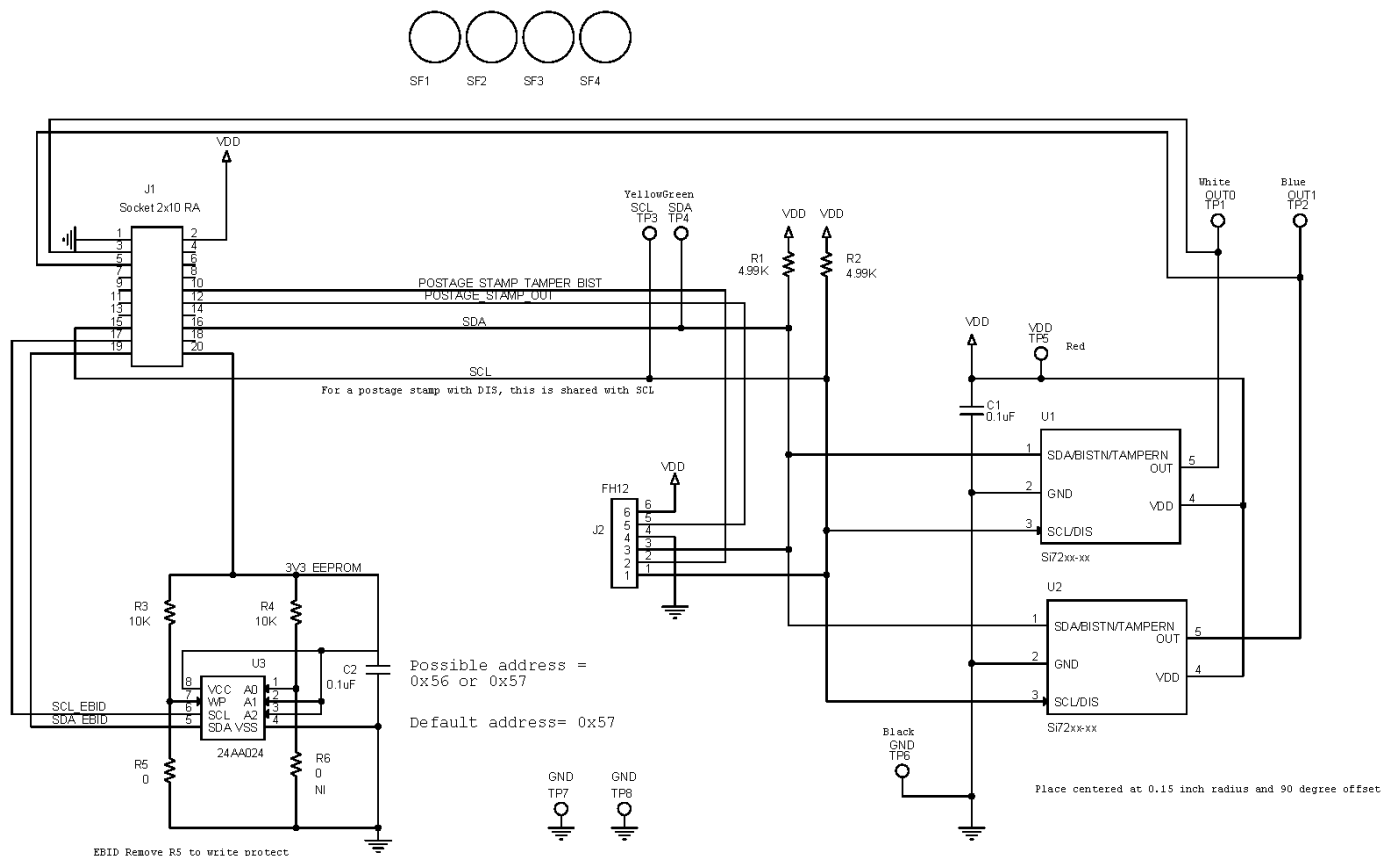 SF1 SF2 SF3 SF4
VDD
J1
Socket 2x10 RA
1 2
3 4
5 6
7 8
9 10
11 12
13 14
15 16
17 18
19 20
POSTAGE_STAMP_TAMPER_BIST
POSTAGE_STAMP_OUT
SDA
SCL
For a postage stamp with DIS, this is shared with SCL
YellowGreen
SCL SDA
TP3 TP4
VDD VDD
R1
4.99K
R2
4.99K
White
OUT0
TP1
Blue
OUT1
TP2
VDD
VDD
TP5
Red
C1
0.1uF
U1
1 SDA/BISTN/TAMPERN
OUT 5
2 GND
VDD 4
3 SCL/DIS
Si72xx-xx
U2
1 SDA/BISTN/TAMPERN
OUT 5
2 GND
VDD 4
3 SCL/DIS
Si72xx-xx
VDD
FH12
J2
6 6
5 5
4 4
3 3
2 2
1 1
3V3_EEPROM
R3
10K
R4
10K
U3
C2
0.1uF
8 VCC A0 1
7 WP A1 2
6 SCL A2 3
5 SDA VSS 4
SCL_EBID
SDA_EBID
24AA024
R5
0
R6
0
NI
Possible address =
0x56 or 0x57
Default address= 0x57
Black
GND
TP6
GND
TP7
GND
TP8
Place centered at 0.15 inch radius and 90 degree offset
EBID Remove R5 to write protect